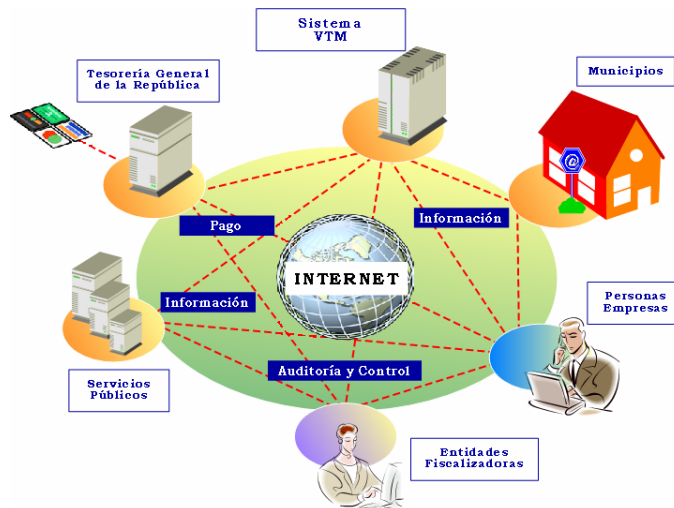 Sistema
VTM
Tesorería General
de la República
Municipios
@
Información
Pago
INTERNET
Información
Personas
Empresas
Auditoría y Control
Servicios
Públicos
Entidades
Fiscalizadoras